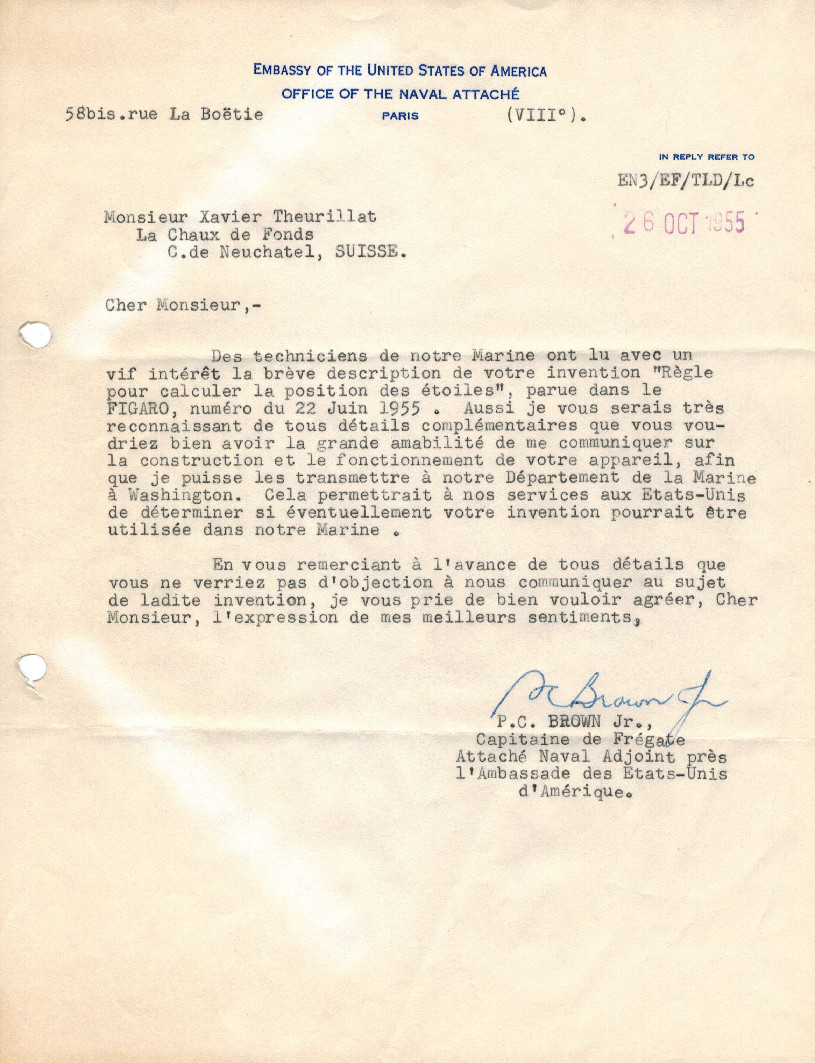 EMBASSY OF THE UNITED STATES OF AMERICA
OFFICE OF THE NAVAL ATTACHÉ
58bis.rue La Boëtie PARIS (VIII°).
IN REPLY REFER TO
EN3/EF/TLD/Lc
26 OCT 1955
Monsieur Xavier Theurillat
La Chaux de Fonds
C.de Neuchatel, SUISSE.
Cher Monsieur,-
Des techniciens de notre Marine ont lu avec un
vif intérêt la brève description de votre invention "Règle
pour calculer la position des étoiles", parue dans le
FIGARO, numéro du 22 Juin 1955 . Aussi je vous serais très
reconnaissant de tous détails complémentaires que vous vou-
driez bien avoir la grande amabilité de me communiquer sur
la construction et le fonctionnement de votre appareil, afin
que je puisse les transmettre à notre Département de la Marine
à Washington. Cela permettrait à nos services aux Etats-Unis
de déterminer si éventuellement votre invention pourrait être
utilisée dans notre Marine .
En vous remerciant à l'avance de tous détails que
vous ne verriez pas d'objection à nous communiquer au sujet
de ladite invention, je vous prie de bien vouloir agréer, Cher
Monsieur, l'expression de mes meilleurs sentiments,
PC Brown Jr
P.C. BROWN Jr.,
Capitaine de Frégate
Attaché Naval Adjoint près
l'Ambassade des Etats-Unis
d'Amérique.